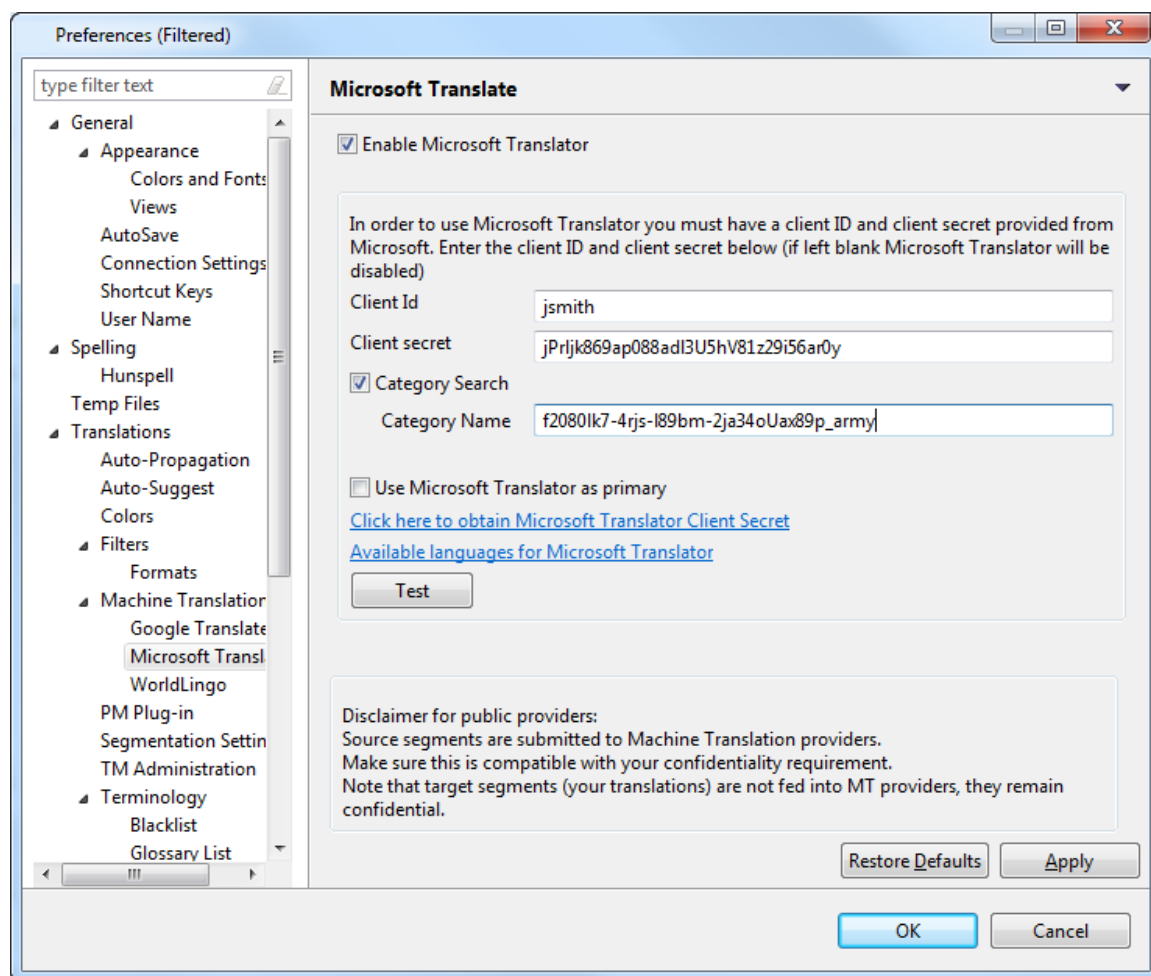 Preferences (Filtered)
type filter text
General
Appearance
Colors and Fonts
Views
AutoSave
Connection Settings
Shortcut Keys
User Name
Spelling
Hunspell
Temp Files
Translations
Auto-Propagation
Auto-Suggest
Colors
Filters
Formats
Machine Translation
Google Translate
Microsoft Transl
WorldLingo
PM Plug-in
Segmentation Settin
TM Administration
Terminology
Blacklist
Glossary List
Microsoft Translate
Enable Microsoft Translator
In order to use Microsoft Translator you must have a client ID and client secret provided from
Microsoft. Enter the client ID and client secret below (if left blank Microsoft Translator will be
disabled)
Client Id
jsmith
Client secret
jPrIjk869ap088adI3U5hV81z29i56ar0y
Category Search
Category Name
f2080Ik7-4rjs-I89bm-2ja34oUax89p_army
Use Microsoft Translator as primary
Click here to obtain Microsoft Translator Client Secret
Available languages for Microsoft Translator
Test
Disclaimer for public providers:
Source segments are submitted to Machine Translation providers.
Make sure this is compatible with your confidentiality requirement.
Note that target segments (your translations) are not fed into MT providers, they remain
confidential.
Restore Defaults
Apply
OK
Cancel